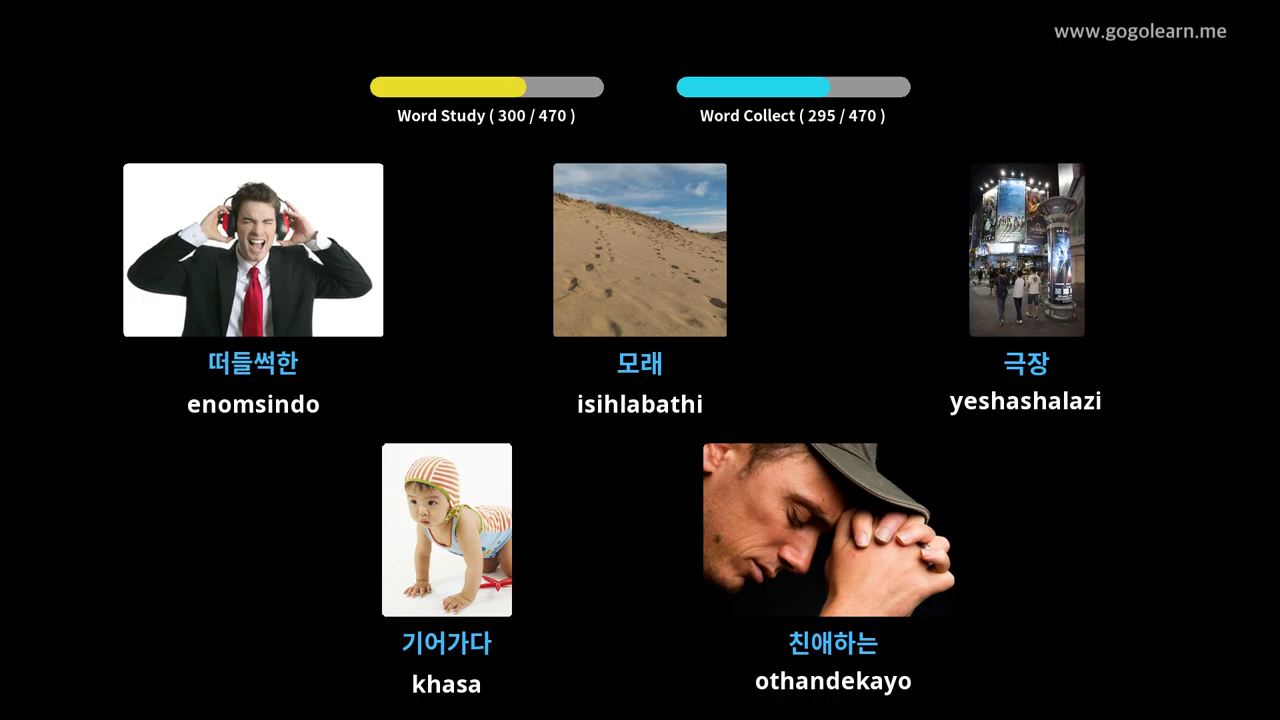 www.gogolearn.me
Word Study ( 300 / 470 )
Word Collect ( 295 / 470 )
떠들썩한
모래
극장
enomsindo
isihlabathi
yeshashalazi
기어가다
친애하는
khasa
othandekayo